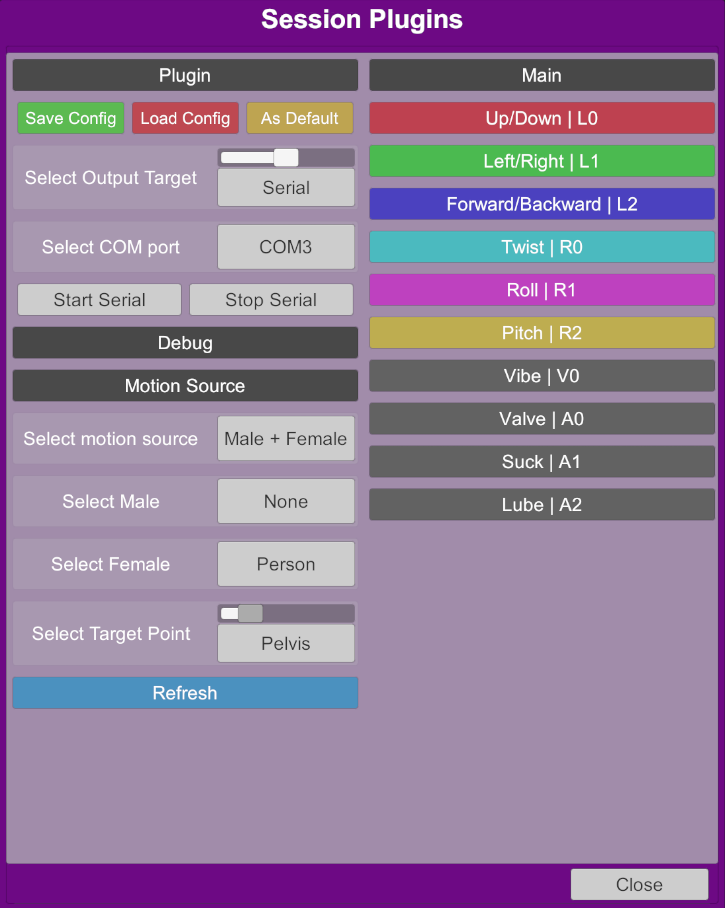 Session Plugins
Plugin
Save Config
Load Config
As Default
Select Output Target
Serial
Select COM port
COM3
Start Serial
Stop Serial
Debug
Motion Source
Select motion source
Male + Female
Select Male
None
Select Female
Person
Select Target Point
Pelvis
Refresh
Main
Up/Down | L0
Left/Right | L1
Forward/Backward | L2
Twist | R0
Roll | R1
Pitch | R2
Vibe | V0
Valve | A0
Suck | A1
Lube | A2
Close